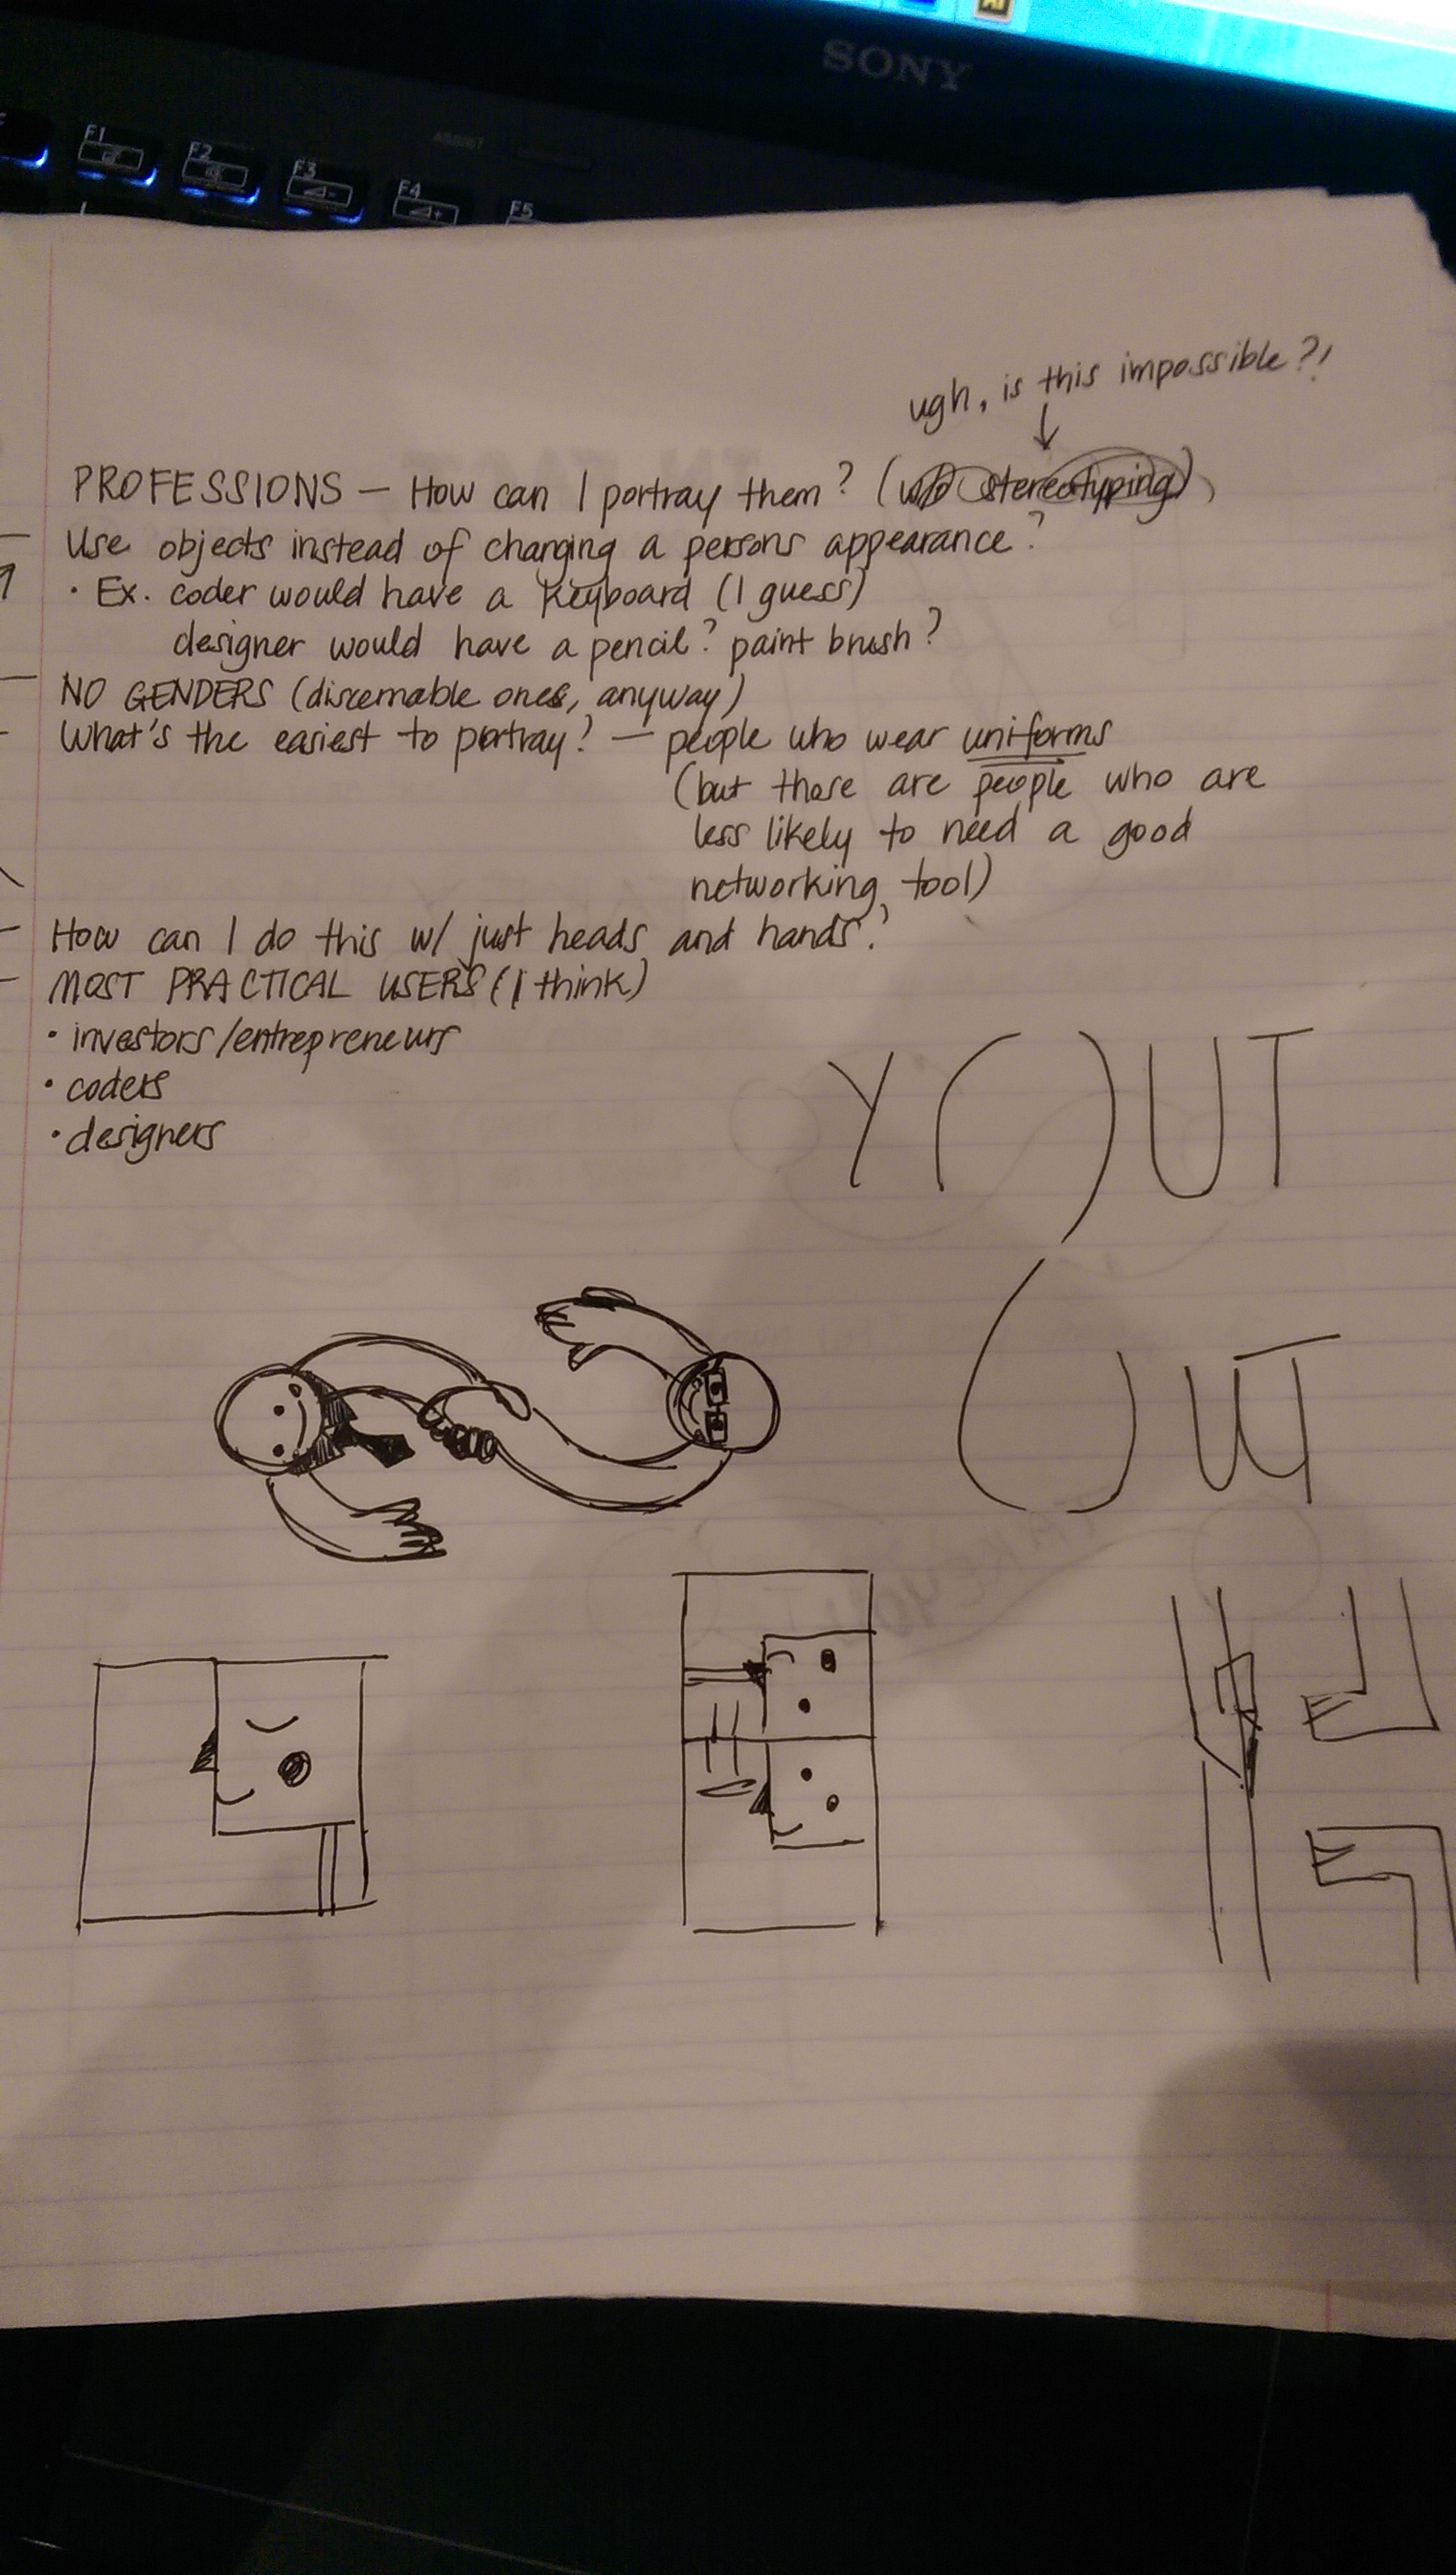 SONY
F1
F2
F3
F4
F5
ASSIST
ugh, is this impossible?!
PROFESSIONS — How can I portray them? (w/o stereotyping)
Use objects instead of changing a persons appearance?
• Ex. coder would have a keyboard (I guess)
designer would have a pencil? paint brush?
NO GENDERS (discernable ones, anyway)
What's the easiest to portray? — people who wear uniforms
(but those are people who are
less likely to need a good
networking tool)
How can I do this w/ just heads and hands?
MOST PRACTICAL USERS (I think)
• investors/entrepreneurs
• coders
• designers
Y()UT